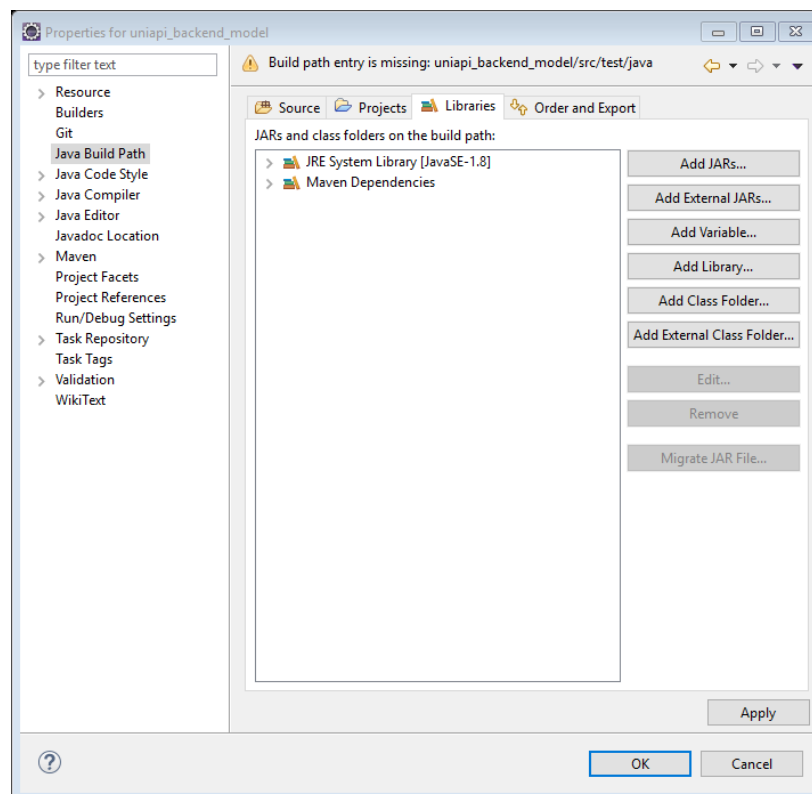 Properties for uniapi_backend_model
type filter text
Build path entry is missing: uniapi_backend_model/src/test/java
Resource
Builders
Git
Java Build Path
Java Code Style
Java Compiler
Java Editor
Javadoc Location
Maven
Project Facets
Project References
Run/Debug Settings
Task Repository
Task Tags
Validation
WikiText
Source
Projects
Libraries
Order and Export
JARs and class folders on the build path:
JRE System Library [JavaSE-1.8]
Maven Dependencies
Add JARs...
Add External JARs...
Add Variable...
Add Library...
Add Class Folder...
Add External Class Folder...
Edit...
Remove
Migrate JAR File...
Apply
OK
Cancel